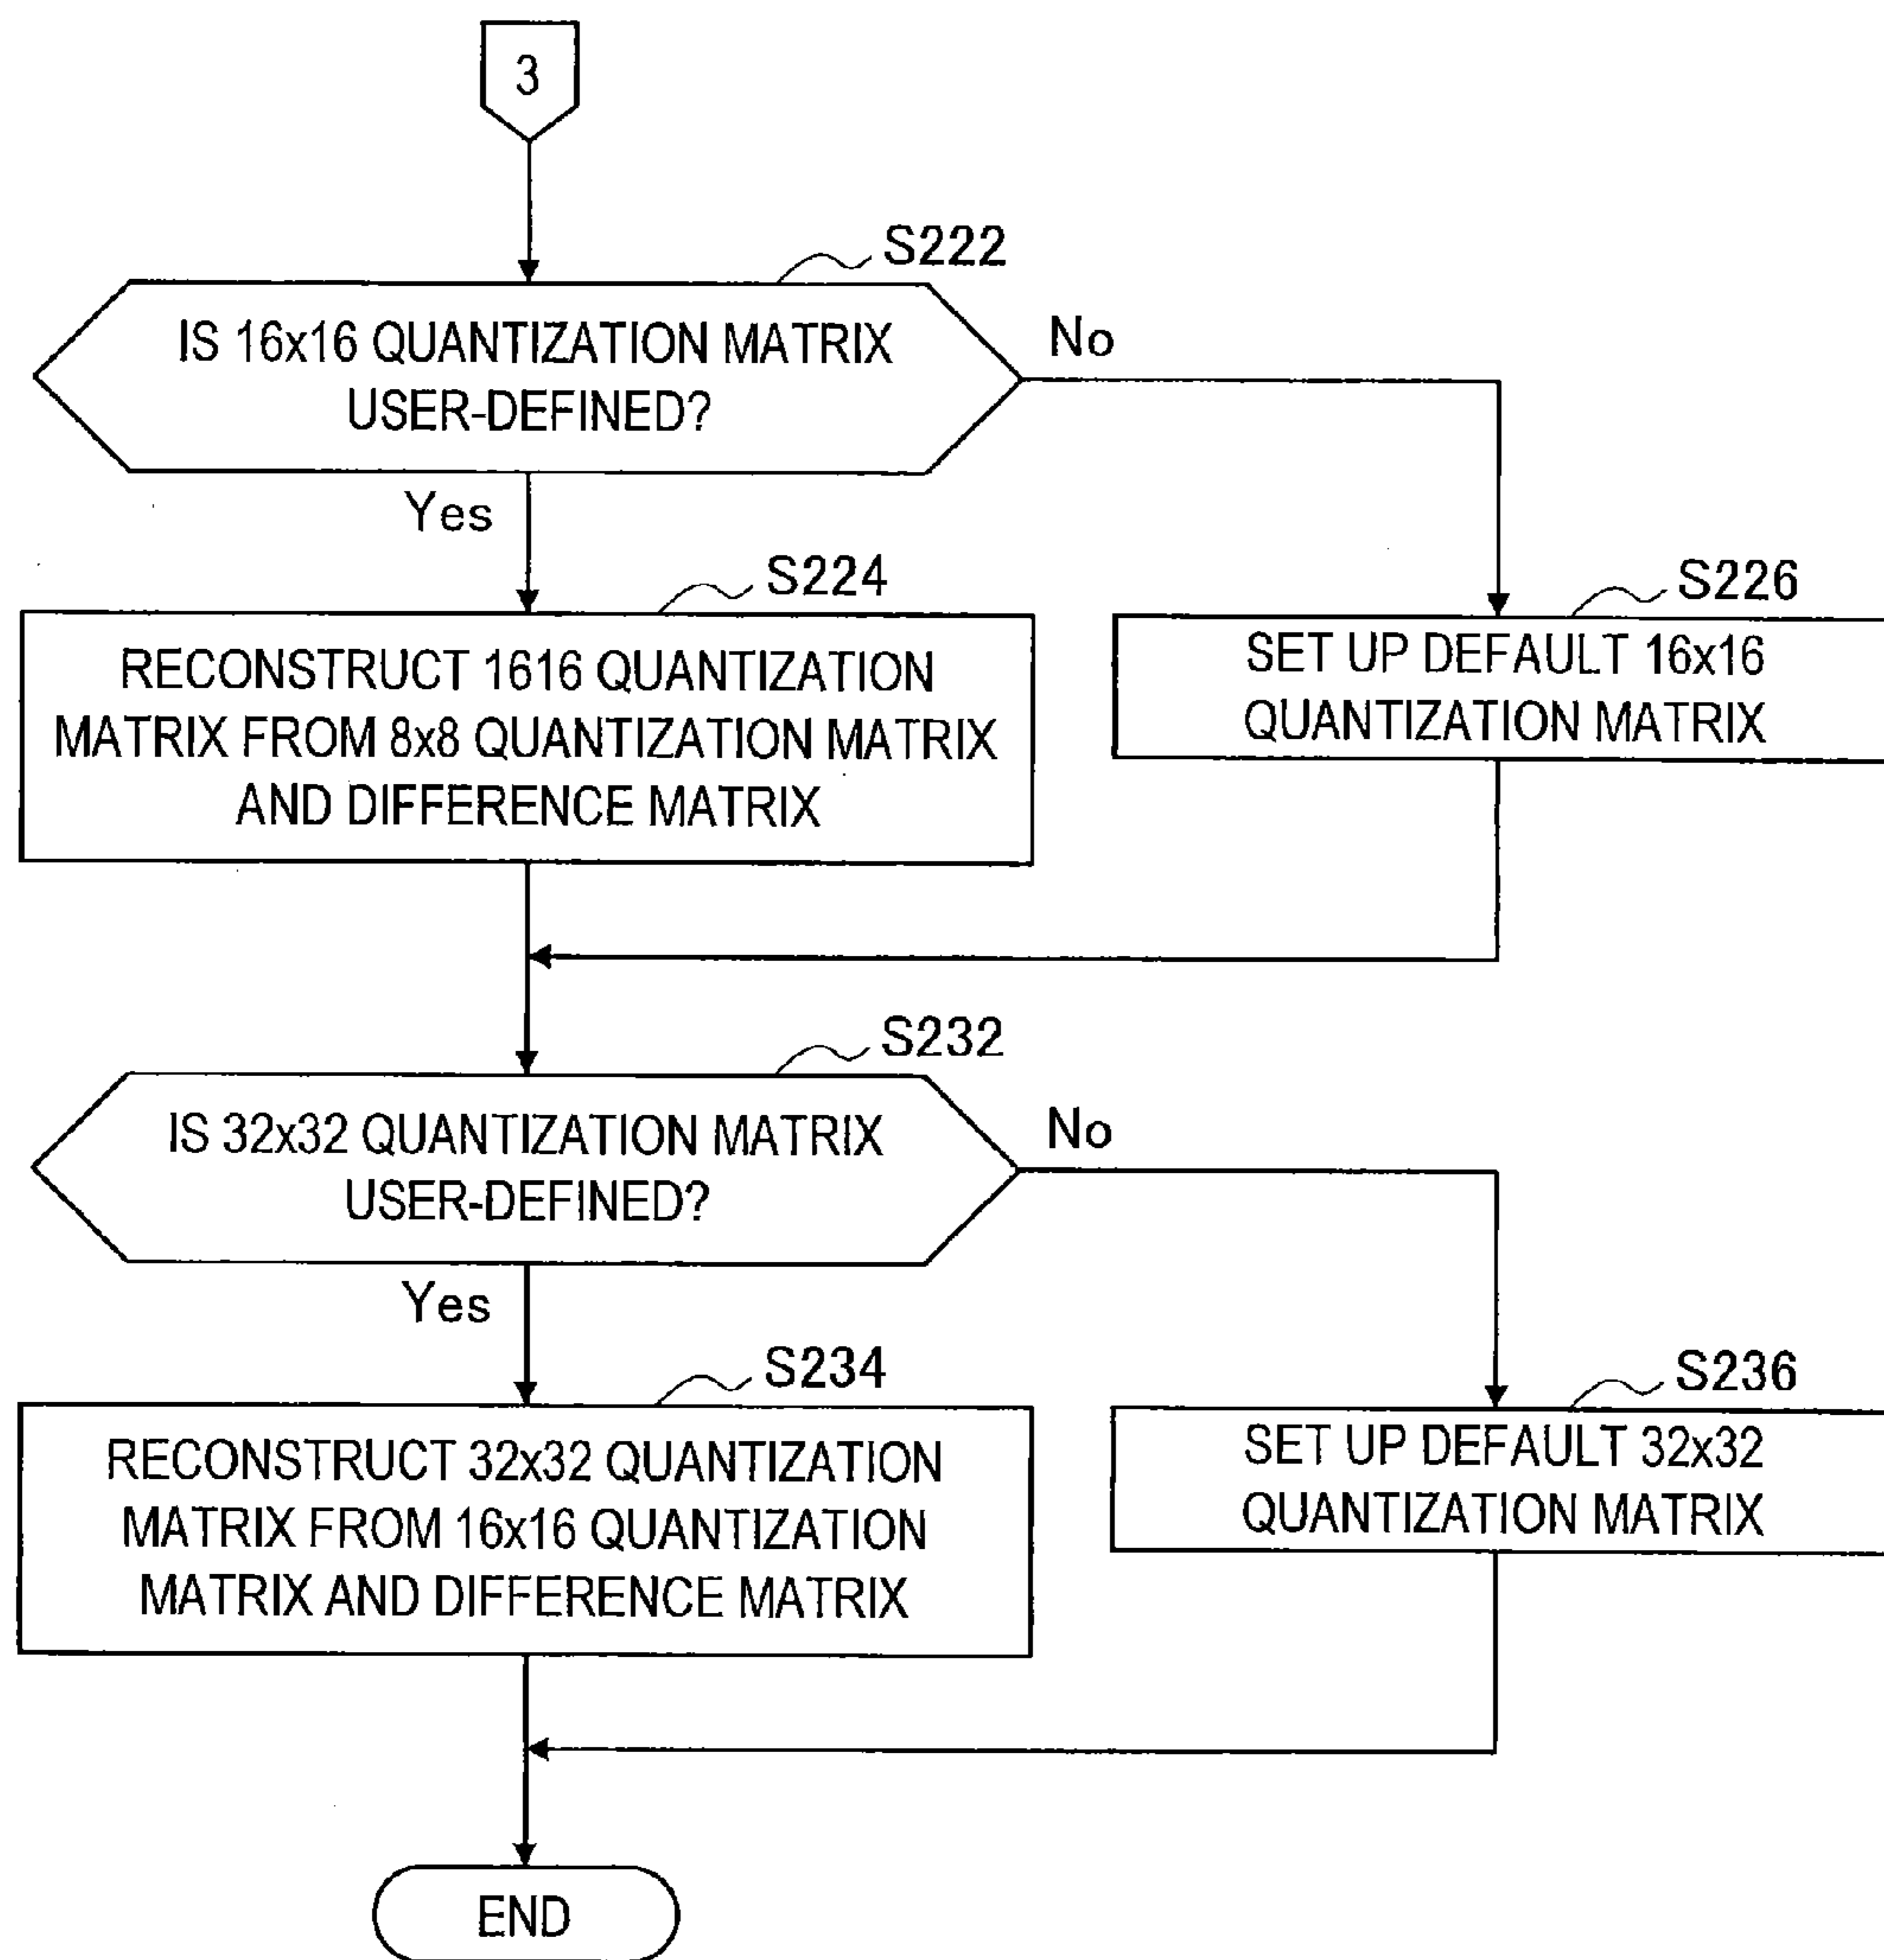 3
S222
IS 16x16 QUANTIZATION MATRIX
USER-DEFINED?
No
Yes
S224
RECONSTRUCT 1616 QUANTIZATION
MATRIX FROM 8x8 QUANTIZATION MATRIX
AND DIFFERENCE MATRIX
S226
SET UP DEFAULT 16x16
QUANTIZATION MATRIX
S232
IS 32x32 QUANTIZATION MATRIX
USER-DEFINED?
No
Yes
S234
RECONSTRUCT 32x32 QUANTIZATION
MATRIX FROM 16x16 QUANTIZATION
MATRIX AND DIFFERENCE MATRIX
S236
SET UP DEFAULT 32x32
QUANTIZATION MATRIX
END